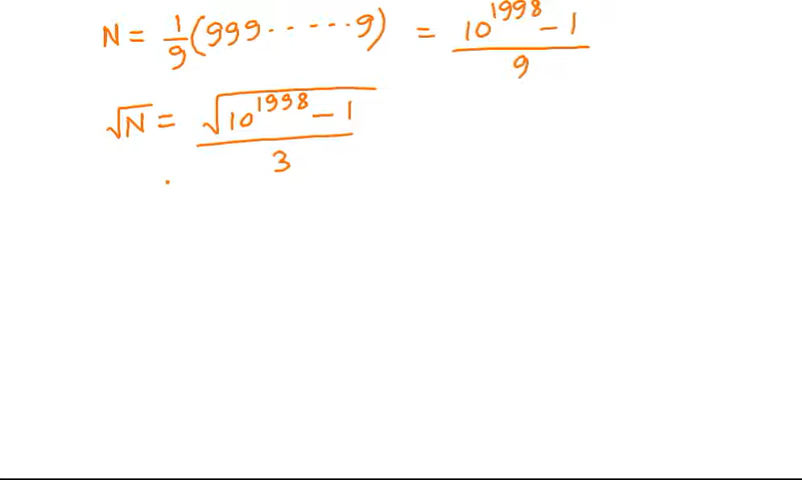 N = 1/9 (999······9) = (10^1998 − 1)/9
√N = √(10^1998 − 1)/3